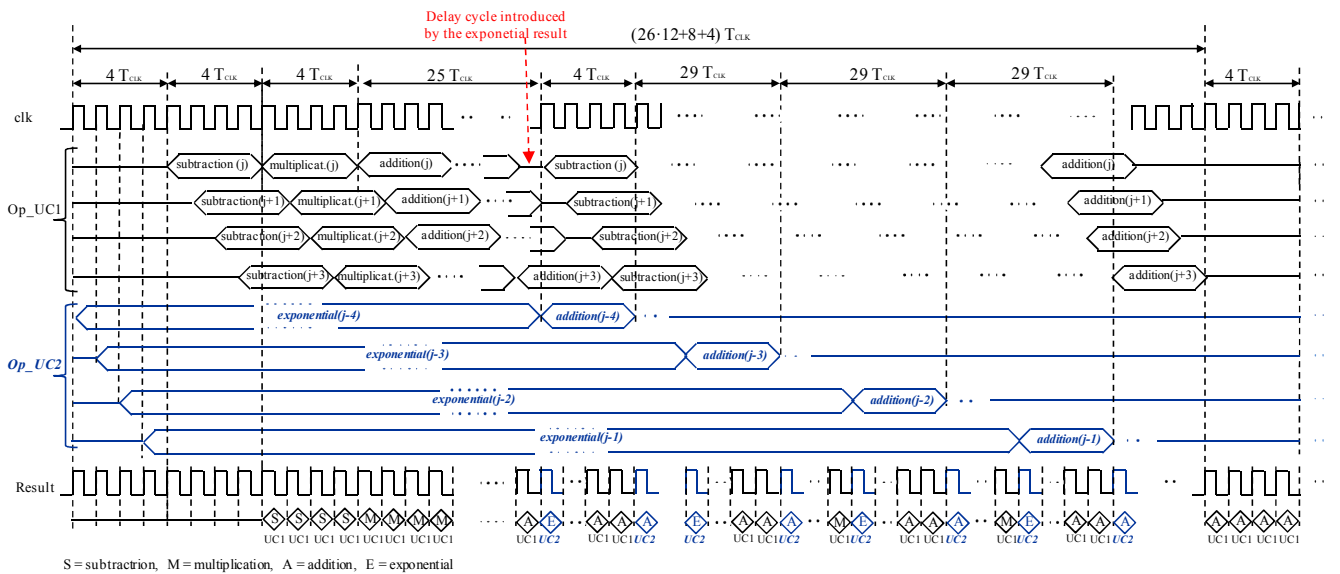 Delay cycle introduced
by the exponetial result
(26·12+8+4) TCLK
4 TCLK 4 TCLK 4 TCLK 25 TCLK 4 TCLK 29 TCLK 29 TCLK 29 TCLK 4 TCLK
clk
subtraction (j) multiplicat.(j) addition(j) subtraction (j) addition(j)
Op_UC1
subtraction(j+1) multiplicat.(j+1) addition(j+1) subtraction(j+1) addition(j+1)
subtraction(j+2) multiplicat.(j+2) addition(j+2) subtraction(j+2) addition(j+2)
subtraction(j+3) multiplicat.(j+3) addition(j+3) subtraction(j+3) addition(j+3)
exponential(j-4) addition(j-4)
Op_UC2
exponential(j-3) addition(j-3)
exponential(j-2) addition(j-2)
exponential(j-1) addition(j-1)
Result
S S S S M M M M A E A A A E A A A M E A A A M E A A A A A A A
UC1 UC1 UC1 UC1 UC1 UC1 UC1 UC1 UC1 UC2 UC1 UC1 UC2 UC2 UC1 UC1 UC2 UC1 UC2 UC1 UC1 UC2 UC1 UC2 UC1 UC1 UC2 UC1 UC1 UC1 UC1
S = subtractrion, M = multiplication, A = addition, E = exponential